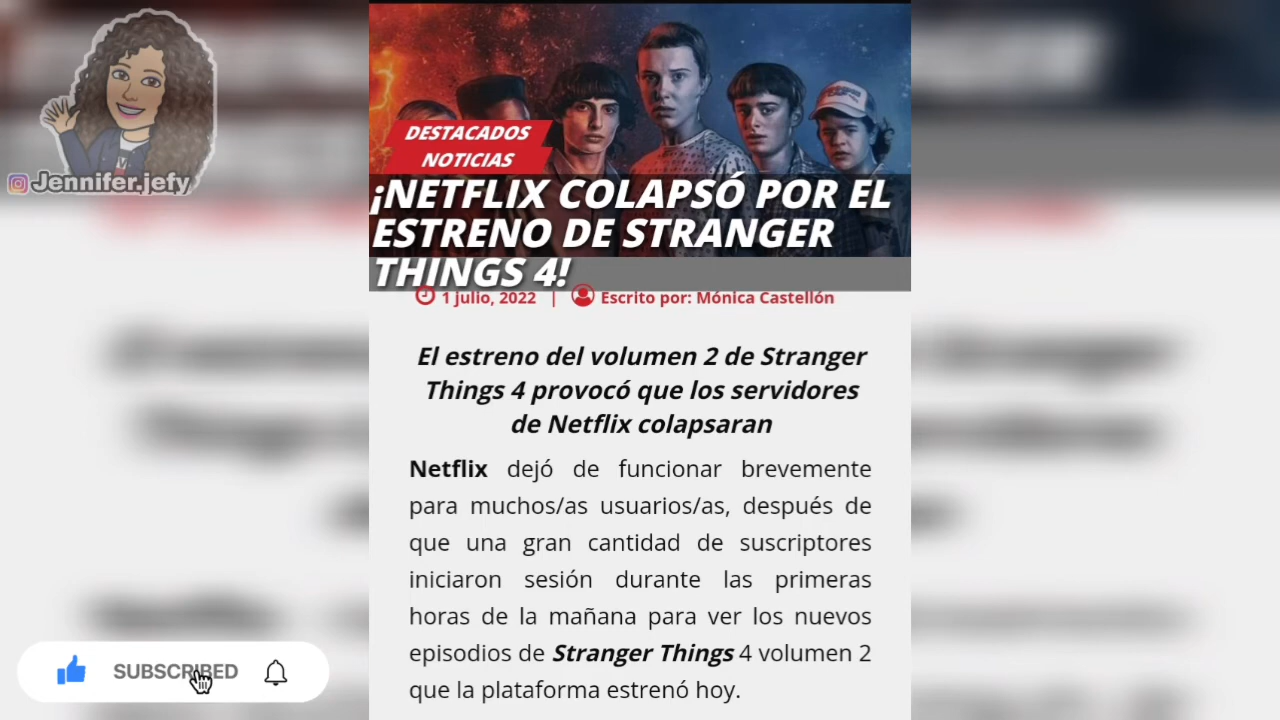 Jennifer.jefy
DESTACADOS
NOTICIAS
¡NETFLIX COLAPSÓ POR EL
ESTRENO DE STRANGER
THINGS 4!
1 julio, 2022 | Escrito por: Mónica Castellón
El estreno del volumen 2 de Stranger
Things 4 provocó que los servidores
de Netflix colapsaran
Netflix dejó de funcionar brevemente
para muchos/as usuarios/as, después de
que una gran cantidad de suscriptores
iniciaron sesión durante las primeras
horas de la mañana para ver los nuevos
episodios de Stranger Things 4 volumen 2
que la plataforma estrenó hoy.
SUBSCRIBED